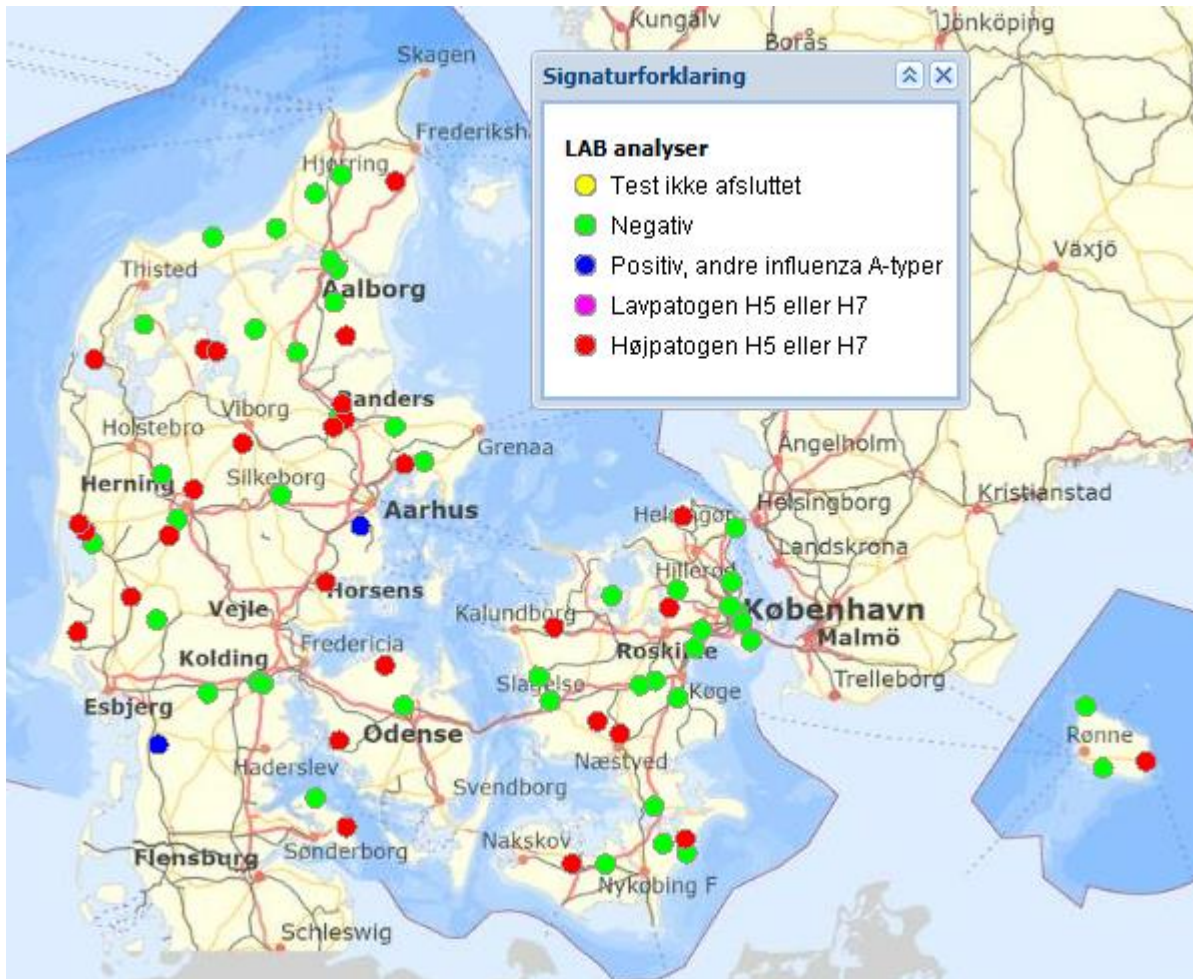 Kungälv
Jönköping
Borås
Skagen
Signaturforklaring
LAB analyser
Test ikke afsluttet
Negativ
Positiv, andre influenza A-typer
Lavpatogen H5 eller H7
Højpatogen H5 eller H7
Frederiksha
Hjørring
Växjö
Thisted
Aalborg
Randers
Viborg
Holstebro
Grenaa
Ängelholm
Silkeborg
Herning
Kristianstad
Helsingborg
Aarhus
Helsingør
Landskrona
Hillerød
Horsens
København
Vejle
Kalundborg
Malmö
Fredericia
Roskilde
Kolding
Trelleborg
Slagelse
Køge
Esbjerg
Odense
Rønne
Næstved
Haderslev
Svendborg
Nakskov
Sønderborg
Flensburg
Nykøbing F
Schleswig